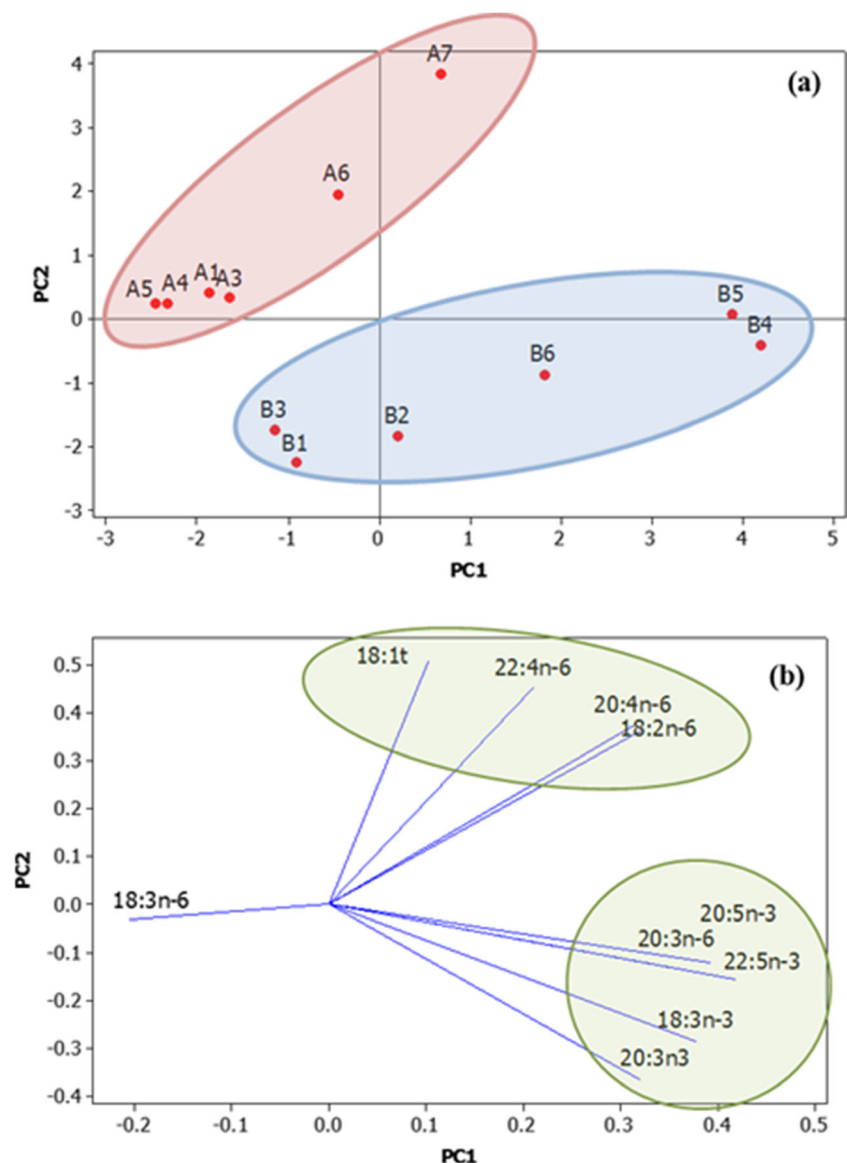 (a)
4
3
2
1
0
-1
-2
-3
PC2
A7
A6
A5 A4 A1 A3
B5
B4
B6
B3
B2
B1
-3 -2 -1 0 1 2 3 4 5
PC1
(b)
0.5
0.4
0.3
0.2
0.1
0.0
-0.1
-0.2
-0.3
-0.4
PC2
18:1t
22:4n-6
20:4n-6
18:2n-6
18:3n-6
20:5n-3
20:3n-6
22:5n-3
18:3n-3
20:3n3
-0.2 -0.1 0.0 0.1 0.2 0.3 0.4 0.5
PC1